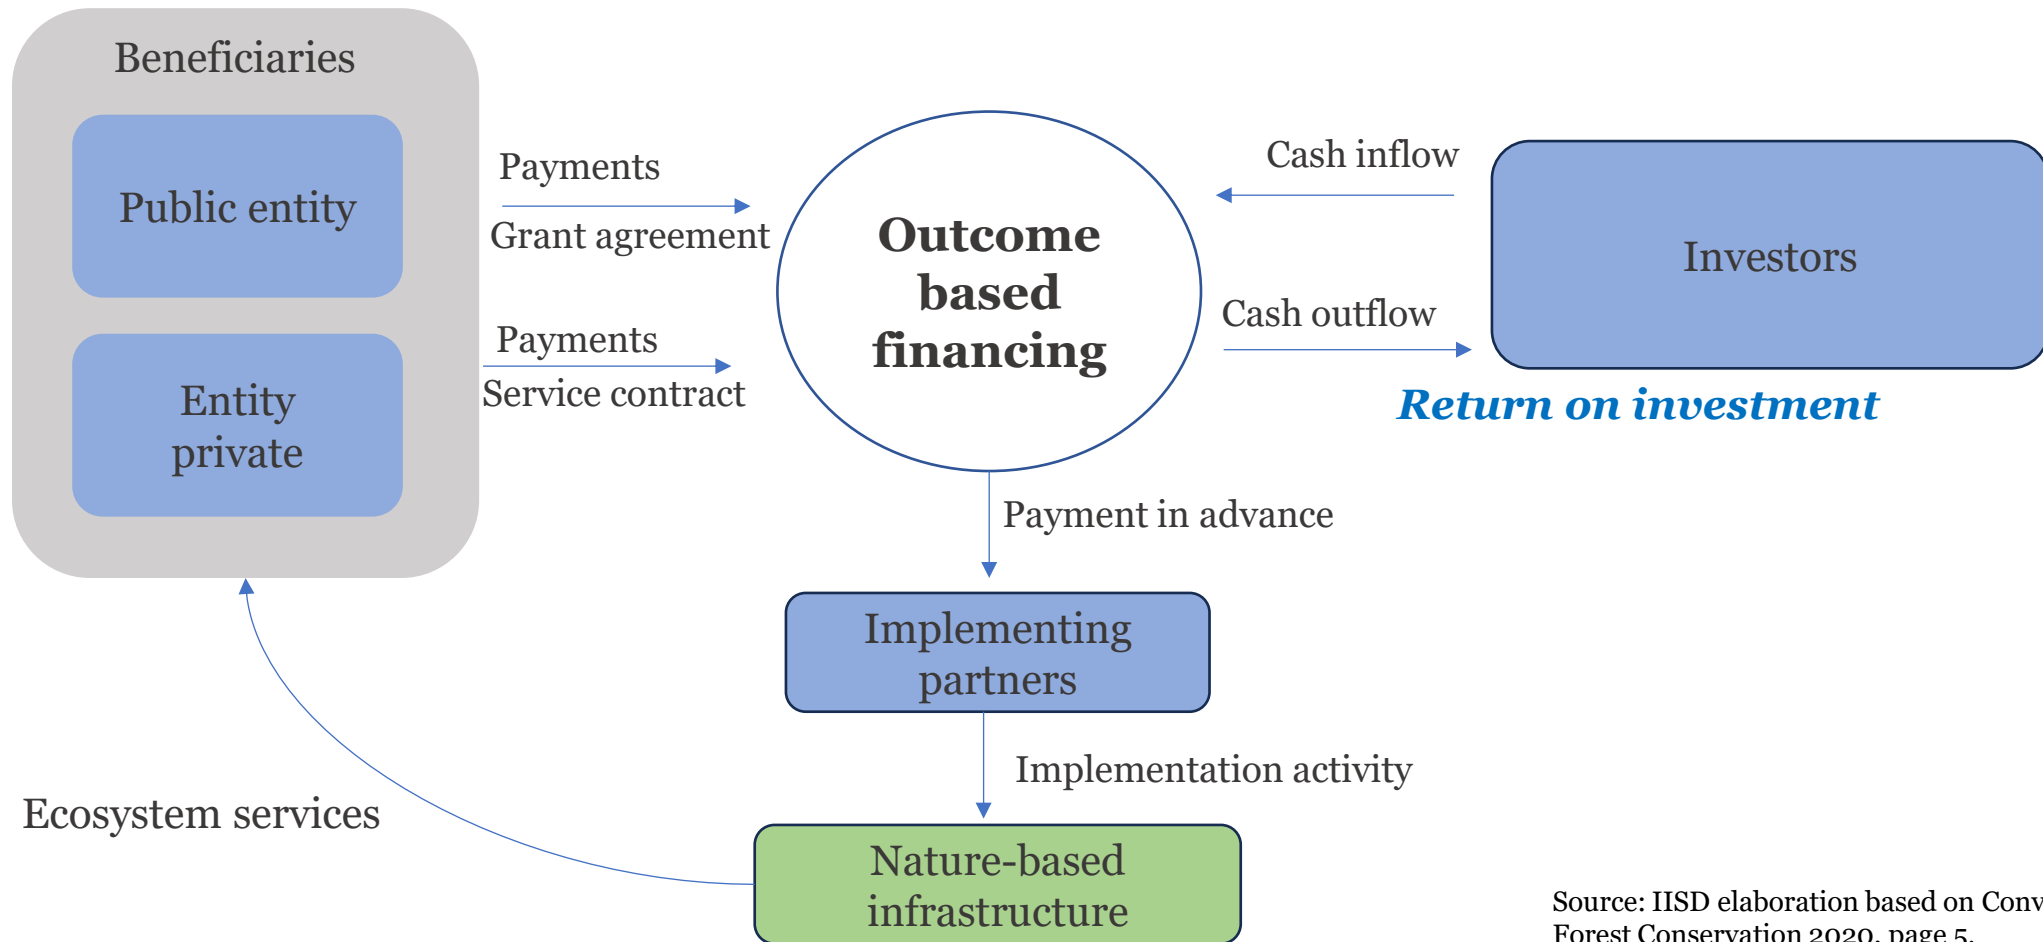 Beneficiaries
Public entity
Entity
private
Payments
Grant agreement
Payments
Service contract
Outcome
based
financing
Cash inflow
Cash outflow
Investors
Return on investment
Payment in advance
Implementing
partners
Implementation activity
Ecosystem services
Nature-based
infrastructure
Source: IISD elaboration based on
Forest Conservation 2020, page 5.